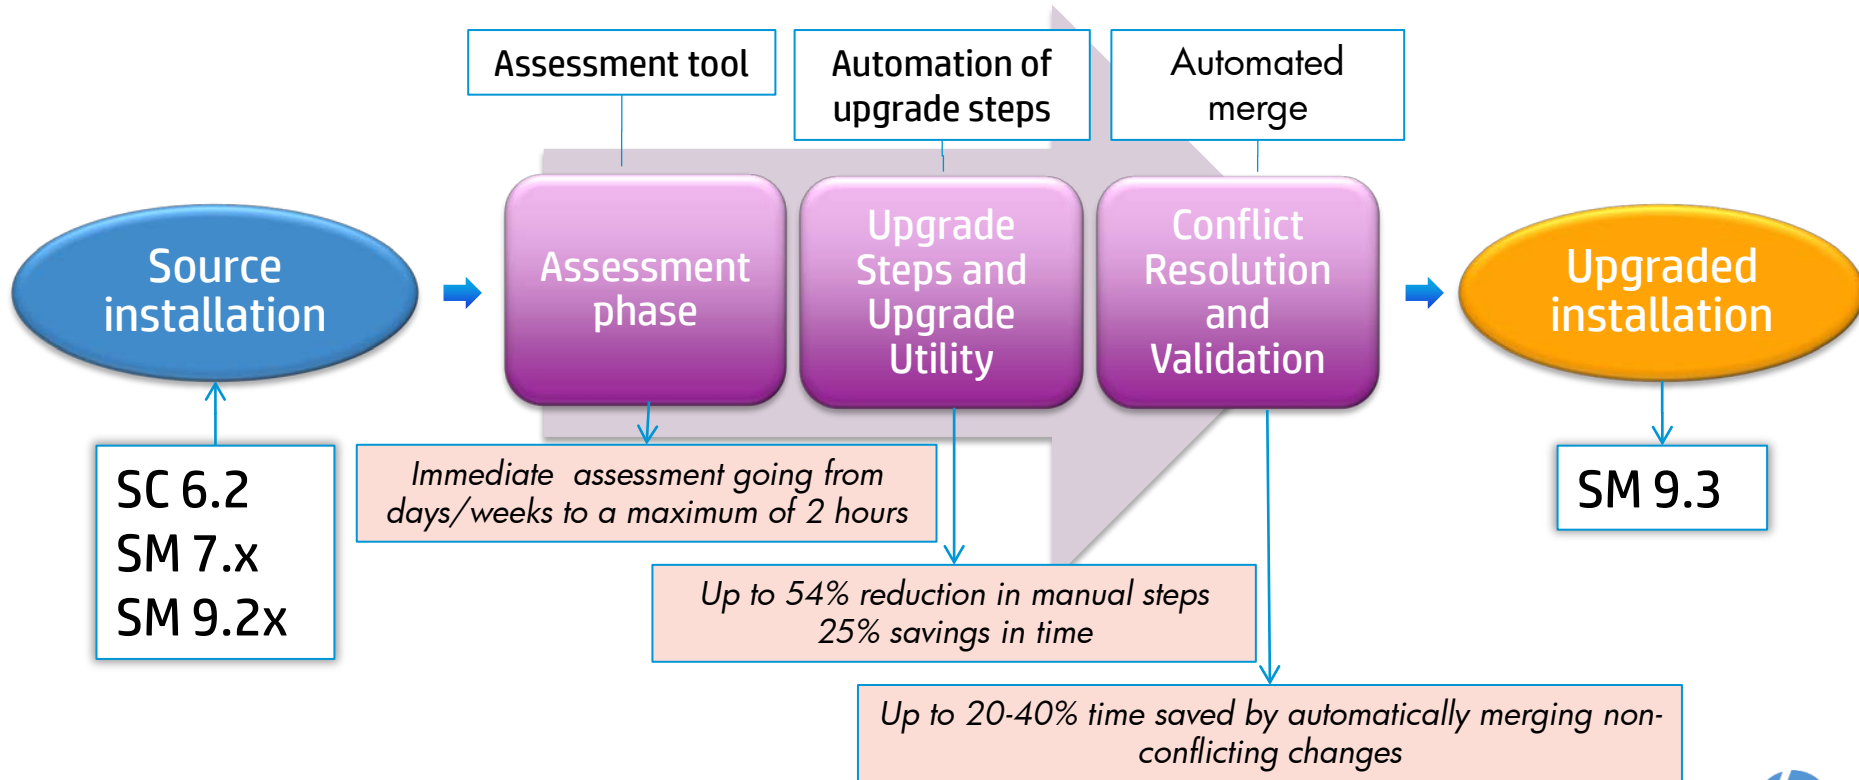 Assessment tool
Automation of
upgrade steps
Automated
merge
Source
installation
Assessment
phase
Upgrade
Steps and
Upgrade
Utility
Conflict
Resolution
and
Validation
Upgraded
installation
SC 6.2
SM 7.x
SM 9.2x
Immediate  assessment going from
days/weeks to a maximum of 2 hours
SM 9.3
Up to 54% reduction in manual steps
25% savings in time
Up to 20-40% time saved by automatically merging non-
conflicting changes